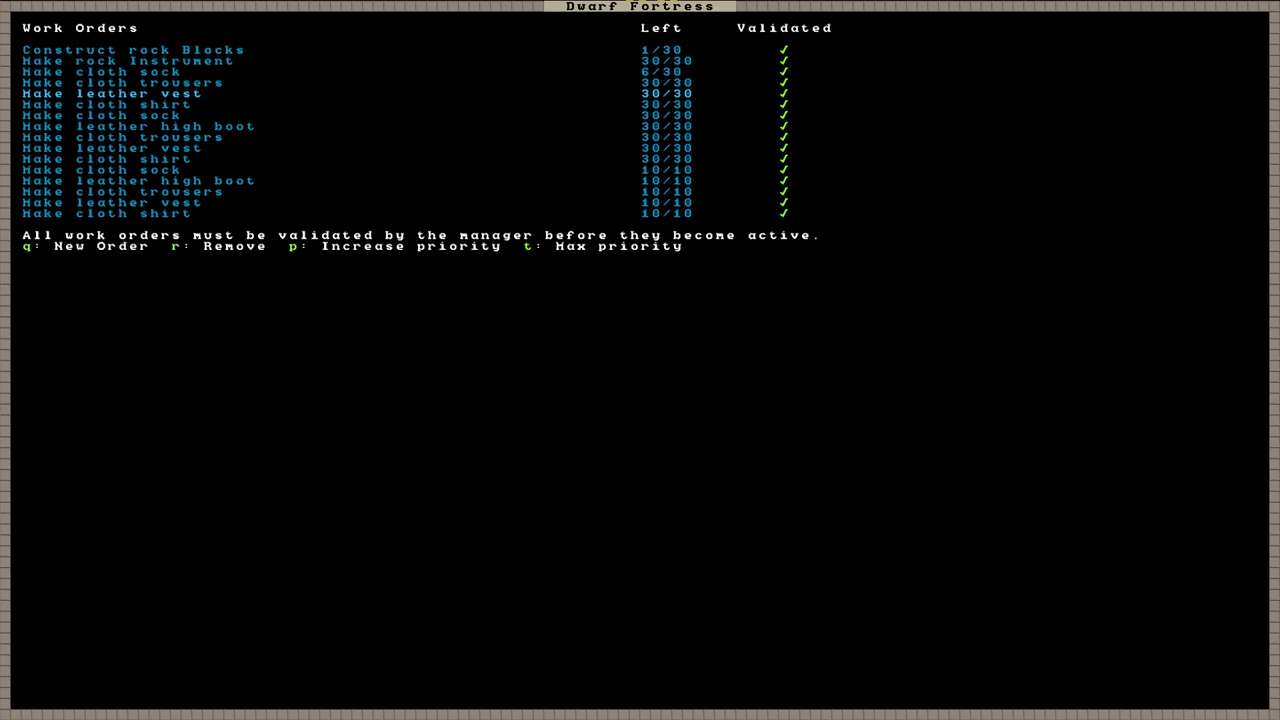 Dwarf Fortress
Work Orders Left Validated
Construct rock Blocks 1/30 ✓
Make rock Instrument 30/30 ✓
Make cloth sock 6/30 ✓
Make cloth trousers 30/30 ✓
Make leather vest 30/30 ✓
Make cloth shirt 30/30 ✓
Make cloth sock 30/30 ✓
Make leather high boot 30/30 ✓
Make cloth trousers 30/30 ✓
Make leather vest 30/30 ✓
Make cloth shirt 30/30 ✓
Make cloth sock 10/10 ✓
Make leather high boot 10/10 ✓
Make cloth trousers 10/10 ✓
Make leather vest 10/10 ✓
Make cloth shirt 10/10 ✓
All work orders must be validated by the manager before they become active.
q: New Order r: Remove p: Increase priority t: Max priority